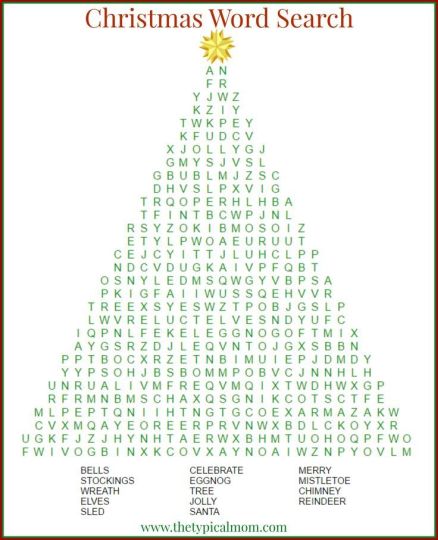 Christmas Word Search
A N
F R
Y J W Z
K Z I Y
T W K P E Y
K F U D C V
X J O L L Y G J
G M Y S J V S L
G B U B L M J Z S C
D H V S L P X V I G
T R Q O P E R H L H B A
T F I N T B C W P J N L
R S Y Z O K I B M O S O I Z
E T Y L P W O A E U R U U T
C E J C Y I T T J L U H C L P P
N D C V D U G K A I V P F Q B T
O S N Y L E D M S Q W G Y V B P S A
P K I G F A I I W U S S Q E H V V R
T R E E X S Y E S W Z T P O B J G S L P
L W V R E L U C T E L V E S N D Y U F C
I Q P N L F E K E L E G G N O G O F T M I X
A Y G S R Z D J L E Q V N T O J G X S B B N
P P T B O C X R Z E T N B I M U I E P J D M D Y
Y Y P S O H J B S B O M M P O B V C J N N H L H
U N R U A L I V M F R E Q V M Q I X T W D H W X G P
R F R M N B M S C H A X Q S G N I K C O T S C T F E
M L P E P T Q N I I H T N G T G C O E X A R M A Z A K W
C V X M Q A Y E O R E E R P R V N W X B D L C K O Y X R
U G K F J Z J H Y N H T A E R W X B H M T U O H O Q P F W O
F W I V O G B I N X K C O V X A Y N O A T W X A Z N P Y O V L M
BELLS CELEBRATE MERRY
STOCKINGS EGGNOG MISTLETOE
WREATH TREE CHIMNEY
ELVES JOLLY REINDEER
SLED SANTA
www.thetypicalmom.com